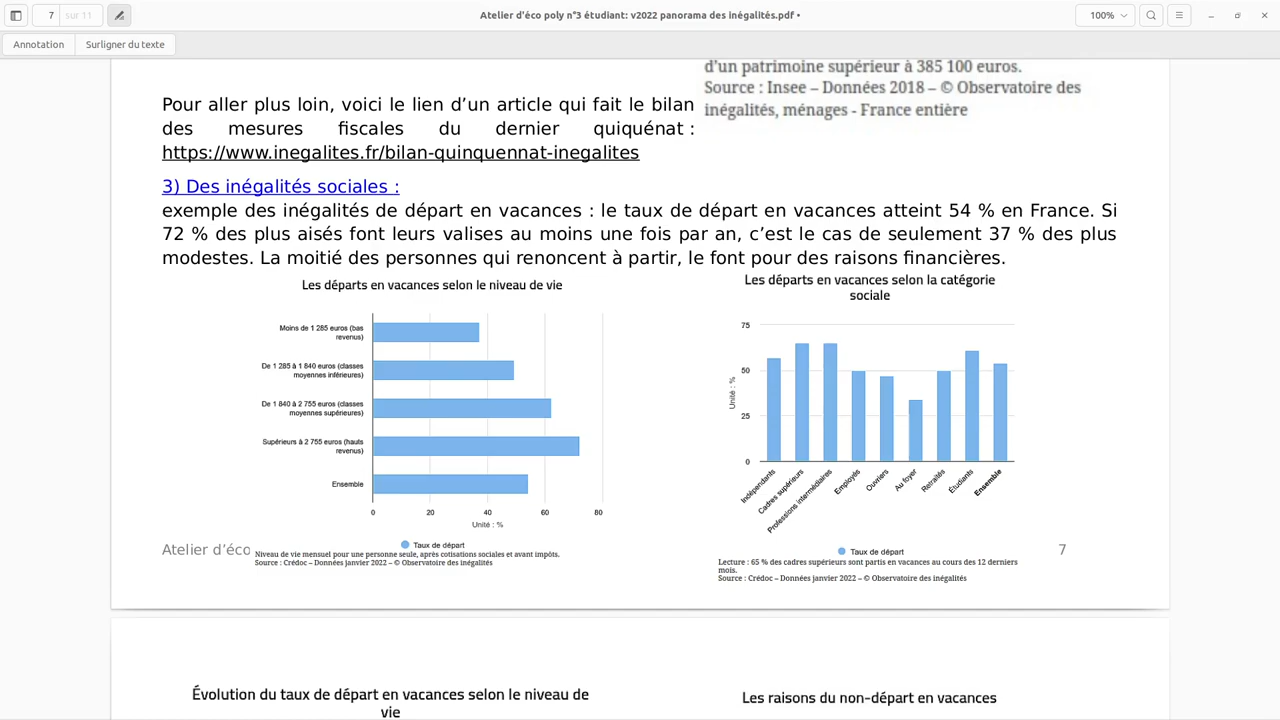 7
sur 11
Atelier d'éco poly n°3 étudiant: v2022 panorama des inégalités.pdf •
100%
Annotation
Surligner du texte
d'un patrimoine supérieur à 385 100 euros.
Source : Insee – Données 2018 – © Observatoire des
inégalités, ménages - France entière
Pour aller plus loin, voici le lien d'un article qui fait le bilan
des mesures fiscales du dernier quiquénat :
https://www.inegalites.fr/bilan-quinquennat-inegalites
3) Des inégalités sociales :
exemple des inégalités de départ en vacances : le taux de départ en vacances atteint 54 % en France. Si
72 % des plus aisés font leurs valises au moins une fois par an, c'est le cas de seulement 37 % des plus
modestes. La moitié des personnes qui renoncent à partir, le font pour des raisons financières.
Les départs en vacances selon le niveau de vie
Moins de 1 285 euros (bas
revenus)
De 1 285 à 1 840 euros (classes
moyennes inférieures)
De 1 840 à 2 755 euros (classes
moyennes supérieures)
Supérieurs à 2 755 euros (hauts
revenus)
Ensemble
0 20 40 60 80
Unité : %
Taux de départ
Niveau de vie mensuel pour une personne seule, après cotisations sociales et avant impôts.
Source : Crédoc – Données janvier 2022 – © Observatoire des inégalités
Les départs en vacances selon la catégorie
sociale
75
50
25
0
Unité : %
Indépendants
Cadres supérieurs
Professions intermédiaires
Employés
Ouvriers
Au foyer
Retraités
Étudiants
Ensemble
Taux de départ
Lecture : 65 % des cadres supérieurs sont partis en vacances au cours des 12 derniers
mois.
Source : Crédoc – Données janvier 2022 – © Observatoire des inégalités
Atelier d'éco
7
Évolution du taux de départ en vacances selon le niveau de
vie
Les raisons du non-départ en vacances